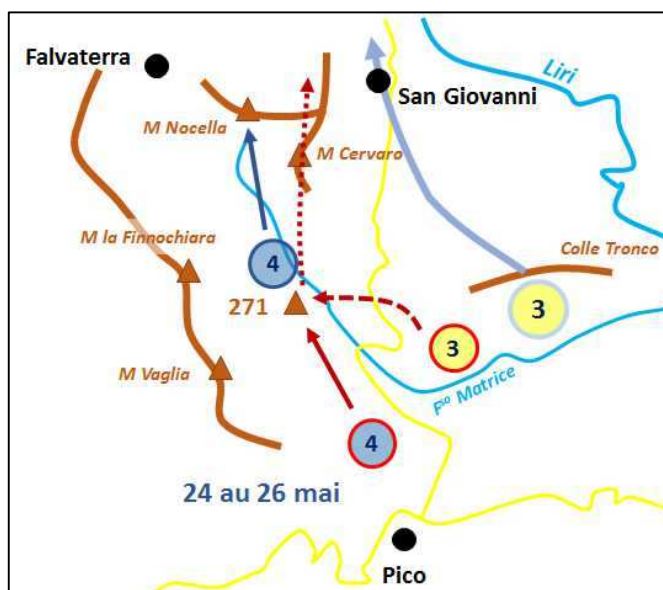 Falvaterra
San Giovanni
Liri
M Nocella
M Cervaro
M la Finnochiara
Colle Tronco
4
271
3
3
M Vaglia
Fso Matrice
4
24 au 26 mai
Pico